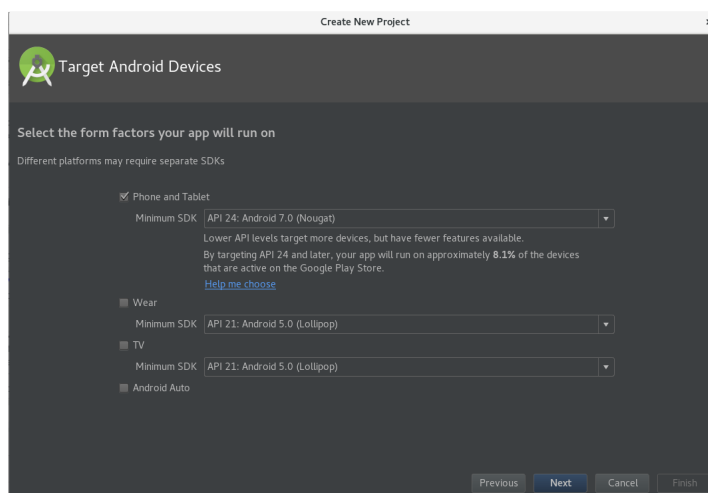 Create New Project
Target Android Devices
Select the form factors your app will run on
Different platforms may require separate SDKs
Phone and Tablet
Minimum SDK API 24: Android 7.0 (Nougat)
Lower API levels target more devices, but have fewer features available.
By targeting API 24 and later, your app will run on approximately 8.1% of the devices
that are active on the Google Play Store.
Help me choose
Wear
Minimum SDK API 21: Android 5.0 (Lollipop)
TV
Minimum SDK API 21: Android 5.0 (Lollipop)
Android Auto
Previous Next Cancel Finish